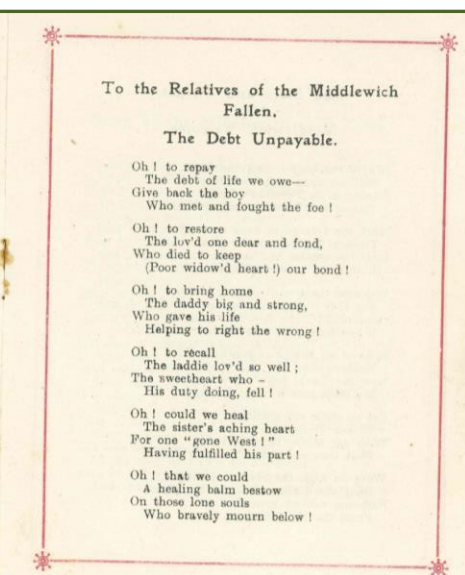 To the Relatives of the Middlewich
Fallen,
The Debt Unpayable.
Oh ! to repay
The debt of life we owe—
Give back the boy
Who met and fought the foe !
Oh ! to restore
The lov'd one dear and fond,
Who died to keep
(Poor widow'd heart !) our bond !
Oh ! to bring home
The daddy big and strong,
Who gave his life
Helping to right the wrong !
Oh ! to recall
The laddie lov'd so well ;
The sweetheart who –
His duty doing, fell !
Oh ! could we heal
The sister's aching heart
For one "gone West ! "
Having fulfilled his part !
Oh ! that we could
A healing balm bestow
On those lone souls
Who bravely mourn below !